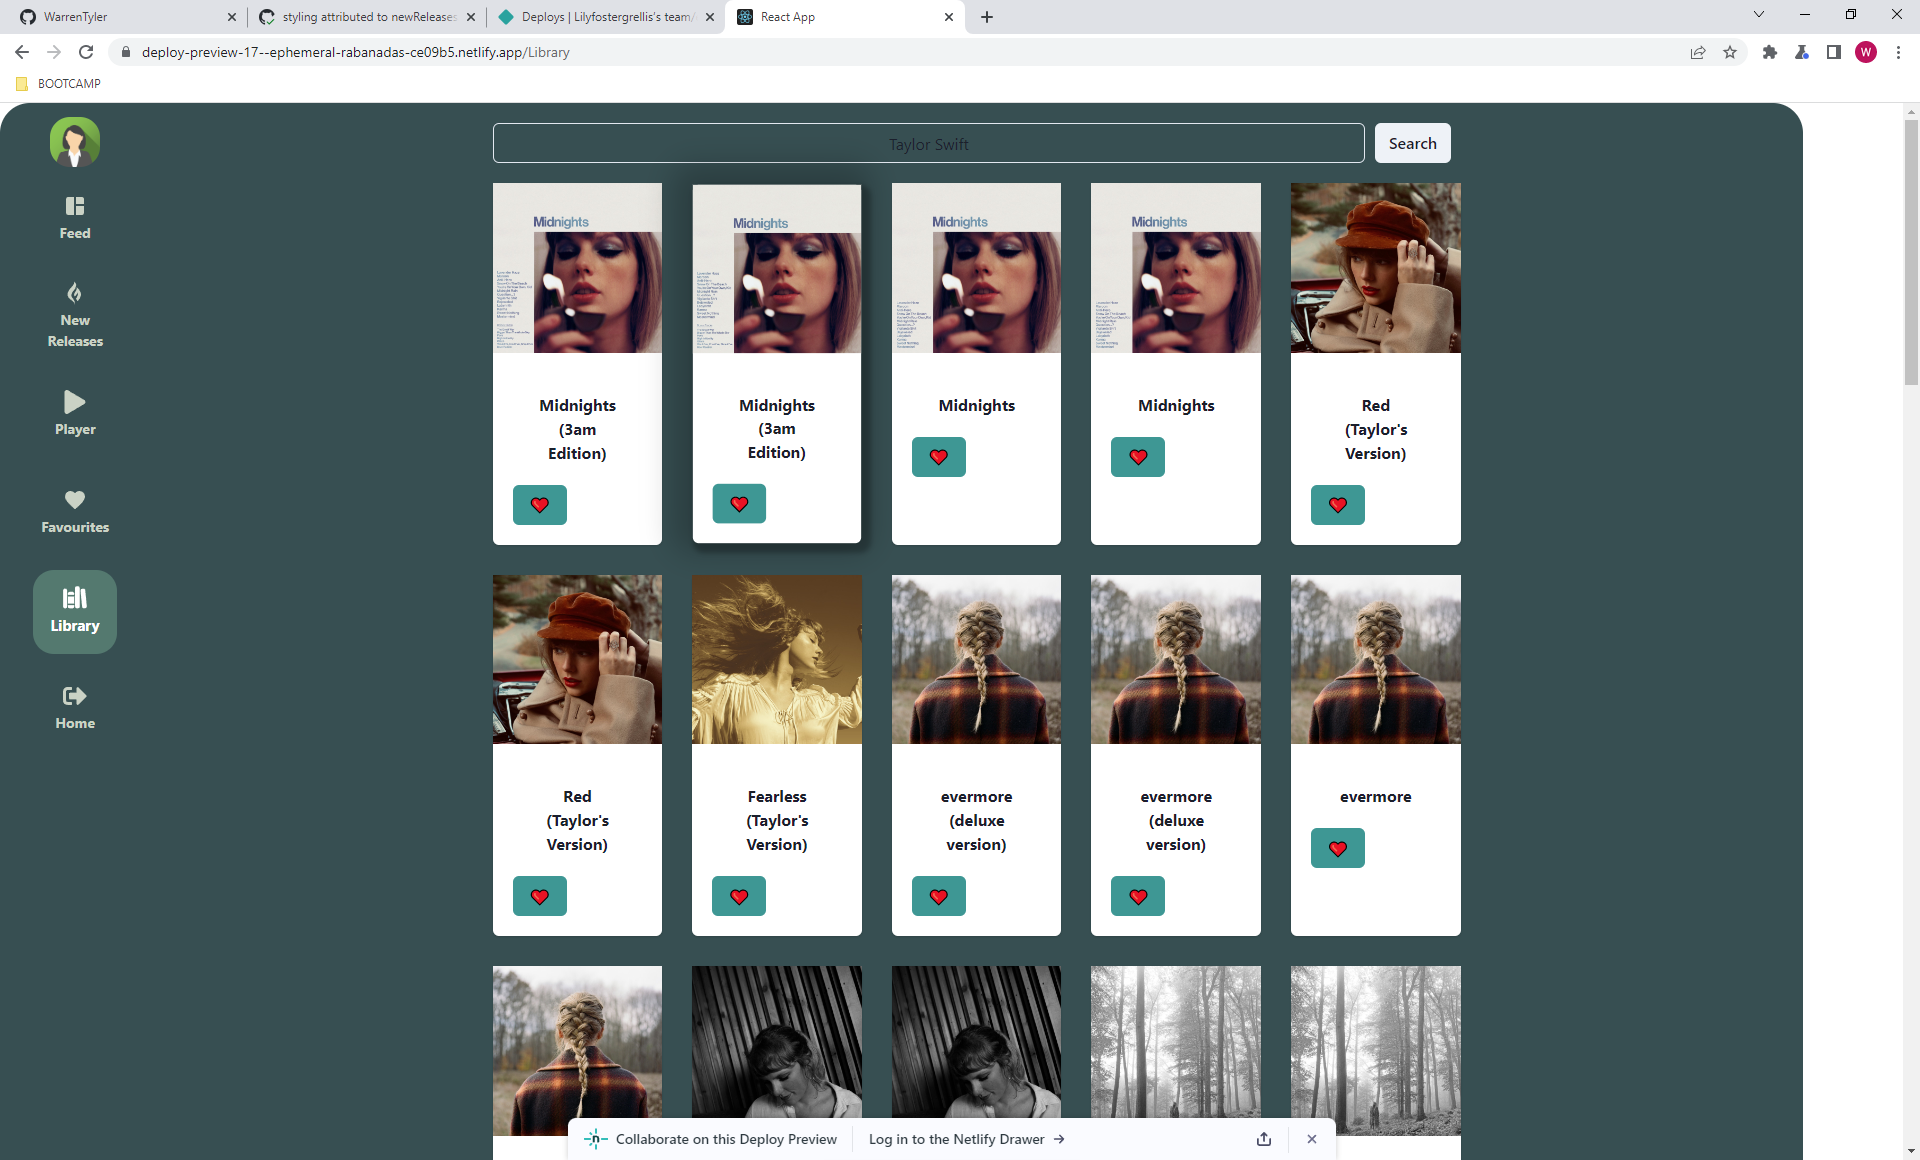 WarrenTyler
styling attributed to newReleases
Deploys | Lilyfostergrellis's team/
React App
deploy-preview-17--ephemeral-rabanadas-ce09b5.netlify.app/Library
W
BOOTCAMP
Taylor Swift
Search
Feed
New
Releases
Player
Favourites
Library
Home
Midnights
Midnights
Midnights
Midnights
Midnights
(3am
Edition)
Midnights
(3am
Edition)
Midnights
Midnights
Red
(Taylor's
Version)
Red
(Taylor's
Version)
Fearless
(Taylor's
Version)
evermore
(deluxe
version)
evermore
(deluxe
version)
evermore
Collaborate on this Deploy Preview
Log in to the Netlify Drawer →